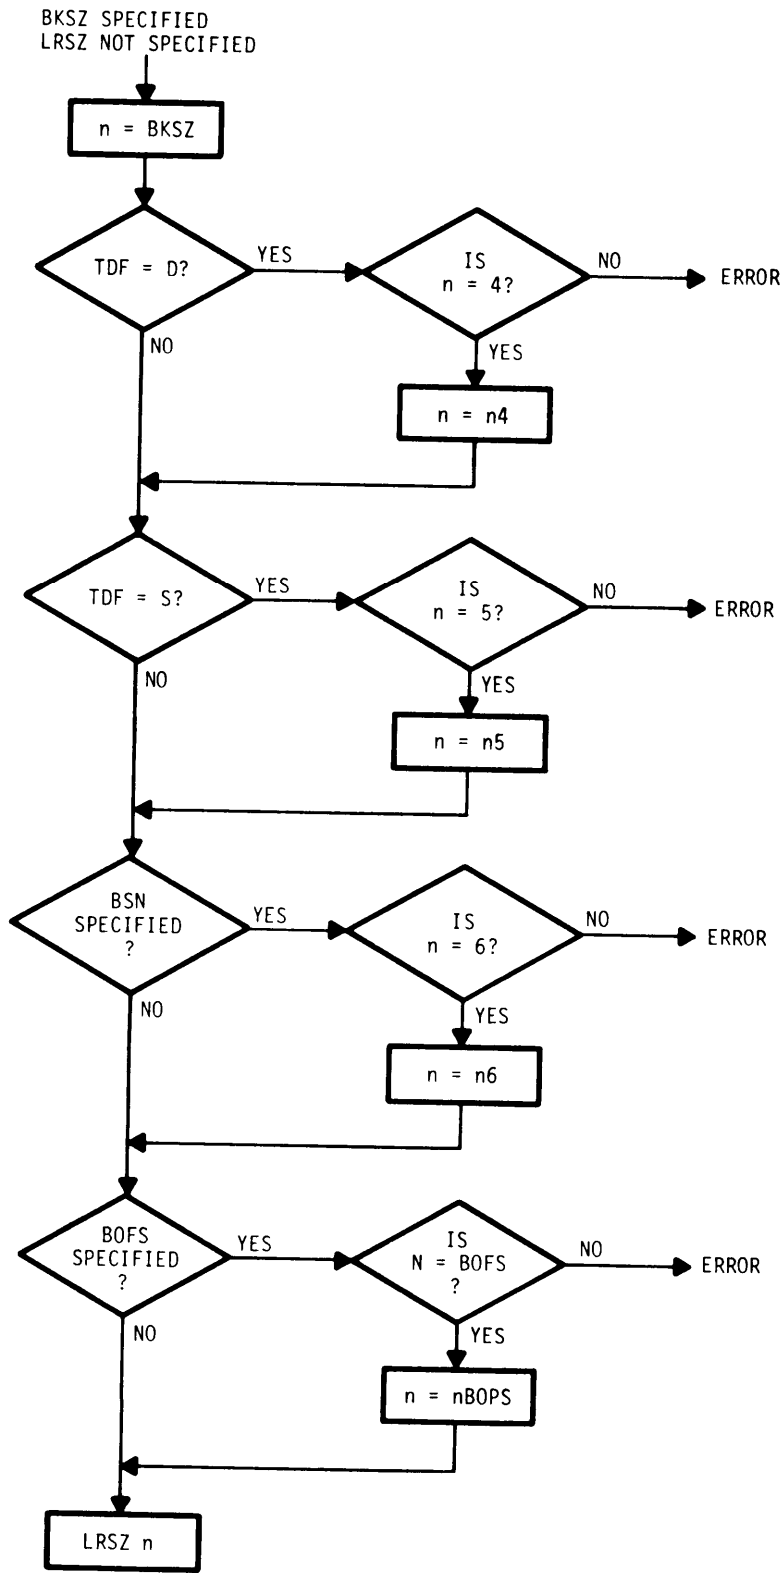 BKSZ SPECIFIED
LRSZ NOT SPECIFIED
n = BKSZ
TDF = D?
YES
IS
n = 4?
NO
ERROR
NO
YES
n = n4
TDF = S?
YES
IS
n = 5?
NO
ERROR
NO
YES
n = n5
BSN
SPECIFIED
?
YES
IS
n = 6?
NO
ERROR
NO
YES
n = n6
BOFS
SPECIFIED
?
YES
IS
N = BOFS
?
NO
ERROR
NO
YES
n = nBOPS
LRSZ n